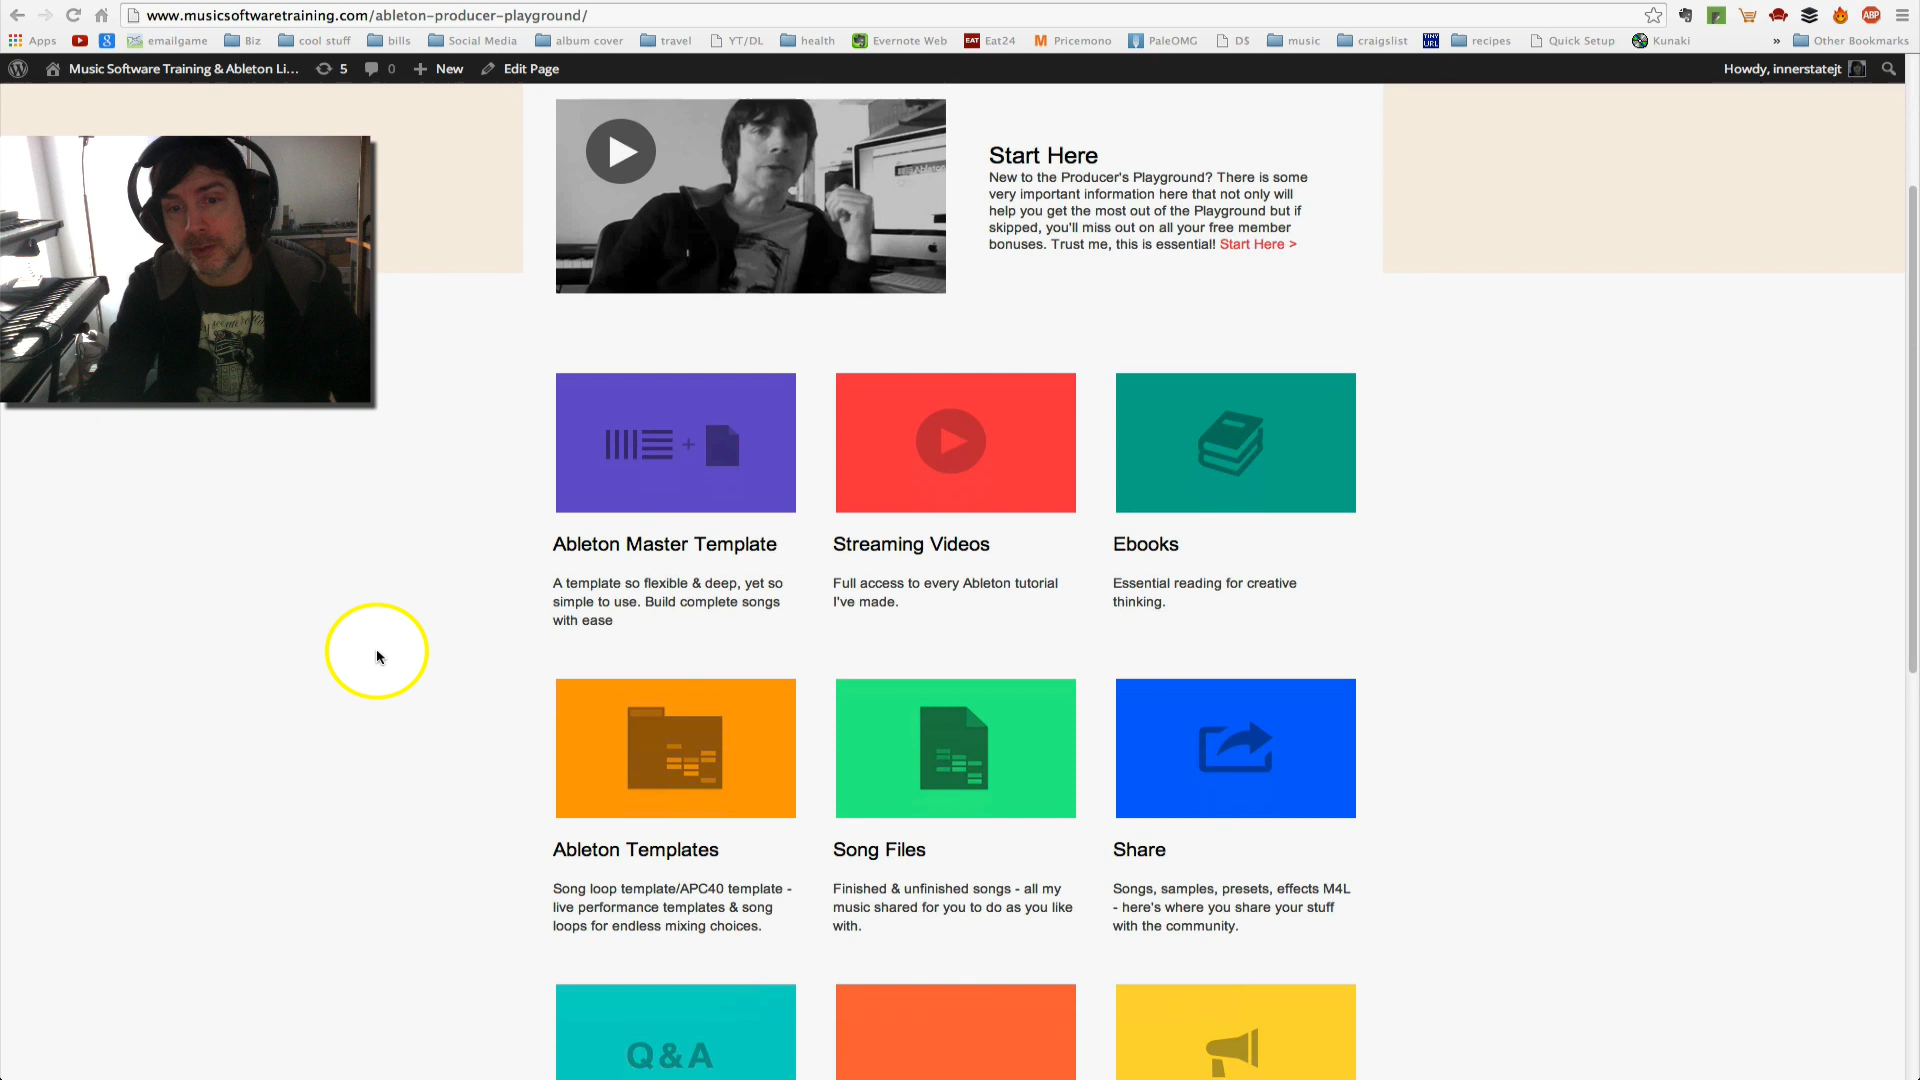 www.musicsoftwaretraining.com/ableton-producer-playground/
ABP
Apps
emailgame
Biz
cool stuff
bills
Social Media
album cover
travel
YT/DL
health
Evernote Web
EAT
Eat24
Pricemono
PaleOMG
D$
music
craigslist
TINY
URL
recipes
Quick Setup
Kunaki
»
Other Bookmarks
Music Software Training & Ableton Li...
5
0
New
Edit Page
Howdy, innerstatejt
Start Here
New to the Producer's Playground? There is some
very important information here that not only will
help you get the most out of the Playground but if
skipped, you'll miss out on all your free member
bonuses. Trust me, this is essential! Start Here >
Ableton Master Template
A template so flexible & deep, yet so
simple to use. Build complete songs
with ease
Streaming Videos
Full access to every Ableton tutorial
I've made.
Ebooks
Essential reading for creative
thinking.
Ableton Templates
Song loop template/APC40 template -
live performance templates & song
loops for endless mixing choices.
Song Files
Finished & unfinished songs - all my
music shared for you to do as you like
with.
Share
Songs, samples, presets, effects M4L
- here's where you share your stuff
with the community.
Q&A